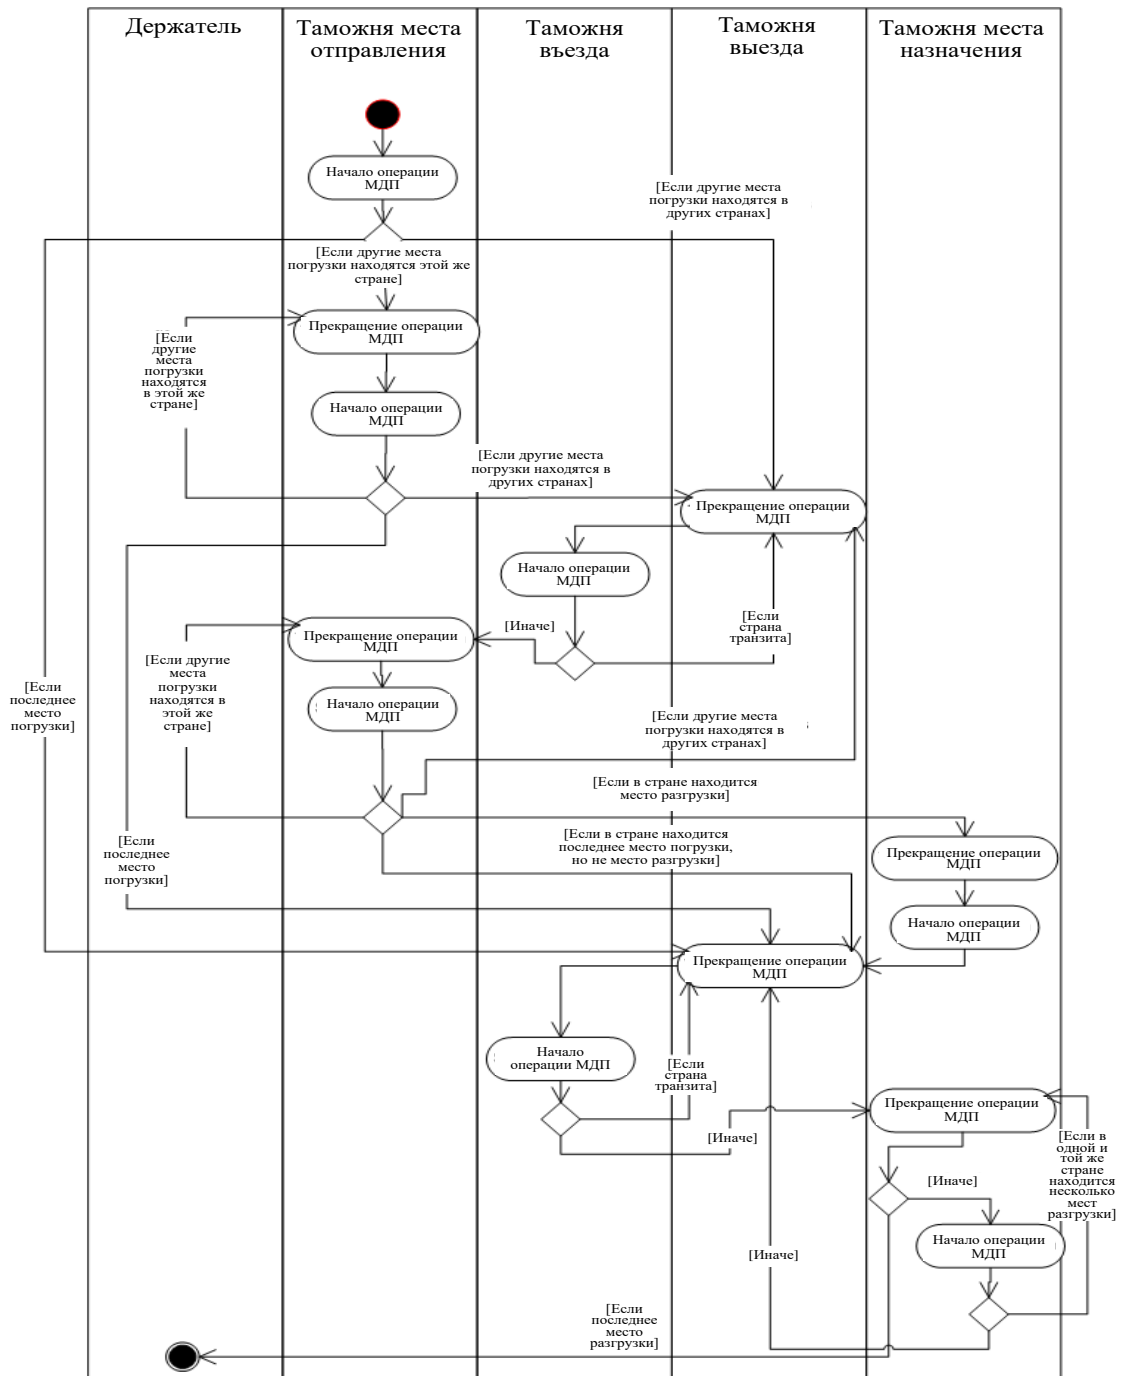 Держатель
Таможня места
отправления
Таможня
въезда
Таможня
выезда
Таможня места
назначения
Начало операции
МДП
[Если другие места
погрузки находятся в
других странах]
[Если другие места
погрузки находятся этой же
стране]
Прекращение операции
МДП
[Если
другие
места
погрузки
находятся
в этой же
стране]
Начало операции
МДП
[Если другие места
погрузки находятся в
других странах]
Прекращение операции
МДП
Начало операции
МДП
[Иначе]
[Если
страна
транзита]
Прекращение операции
МДП
[Если другие
места
погрузки
находятся в
этой же
стране]
[Если
последнее
место
погрузки]
Начало операции
МДП
[Если другие места
погрузки находятся в
других странах]
[Если в стране находится
место разгрузки]
[Если в стране находится
последнее место погрузки,
но не место разгрузки]
[Если
последнее
место
погрузки]
Прекращение операции
МДП
Начало операции
МДП
Прекращение операции
МДП
Начало
операции МДП
[Если
страна
транзита]
[Иначе]
Прекращение операции
МДП
[Если в
одной и
той же
стране
находится
несколько
мест
разгрузки]
[Иначе]
Начало операции
МДП
[Иначе]
[Если
последнее
место
разгрузки]